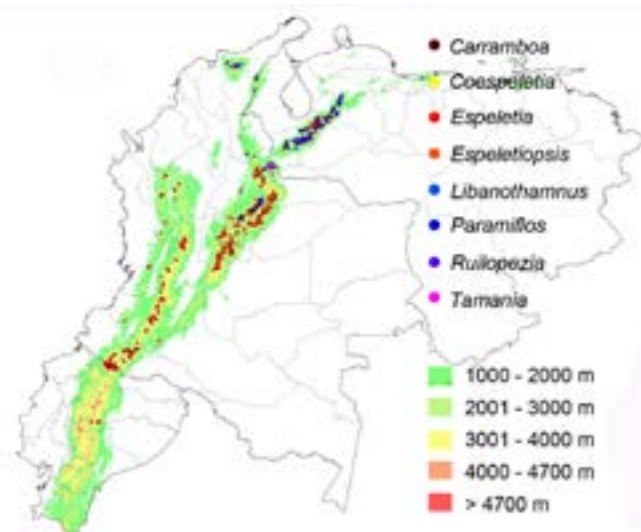 Carramboa
Coespeletia
Espeletia
Espeletiopsis
Libanothamnus
Paramiflos
Ruilopezia
Tamania
1000 - 2000 m
2001 - 3000 m
3001 - 4000 m
4000 - 4700 m
> 4700 m